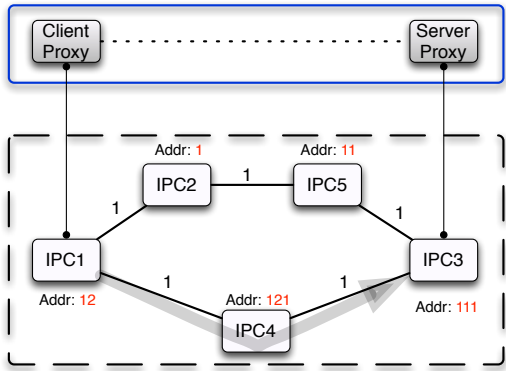 Client
Proxy
Server
Proxy
Addr: 1
Addr: 11
IPC2
1
IPC5
1
1
IPC1
IPC3
1
1
Addr: 12
Addr: 121
Addr: 111
IPC4